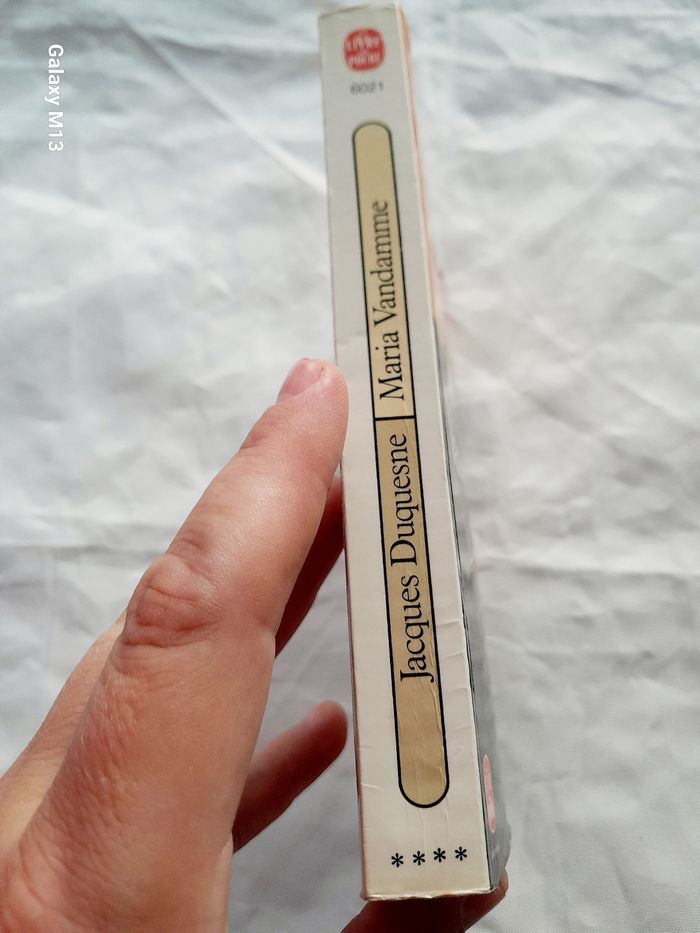 LIVRE
DE
POCHE
6021
Jacques Duquesne | Maria Vandamme
****
Galaxy M13